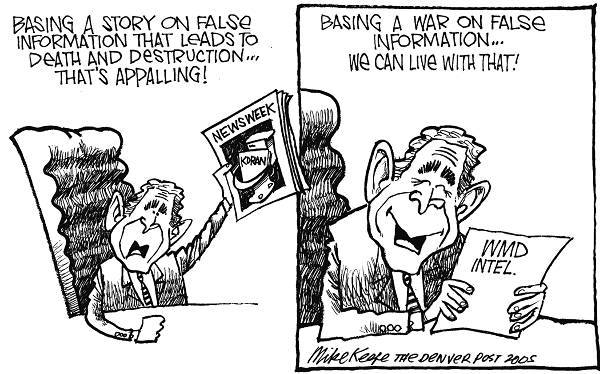 BASING A STORY ON FALSE
INFORMATION THAT LEADS TO
DEATH AND DESTRUCTION...
THAT'S APPALLING!
NEWSWEEK
KORAN
BASING A WAR ON FALSE
INFORMATION...
WE CAN LIVE WITH THAT!
WMD
INTEL.
Mike Keefe THE DENVER POST 2005